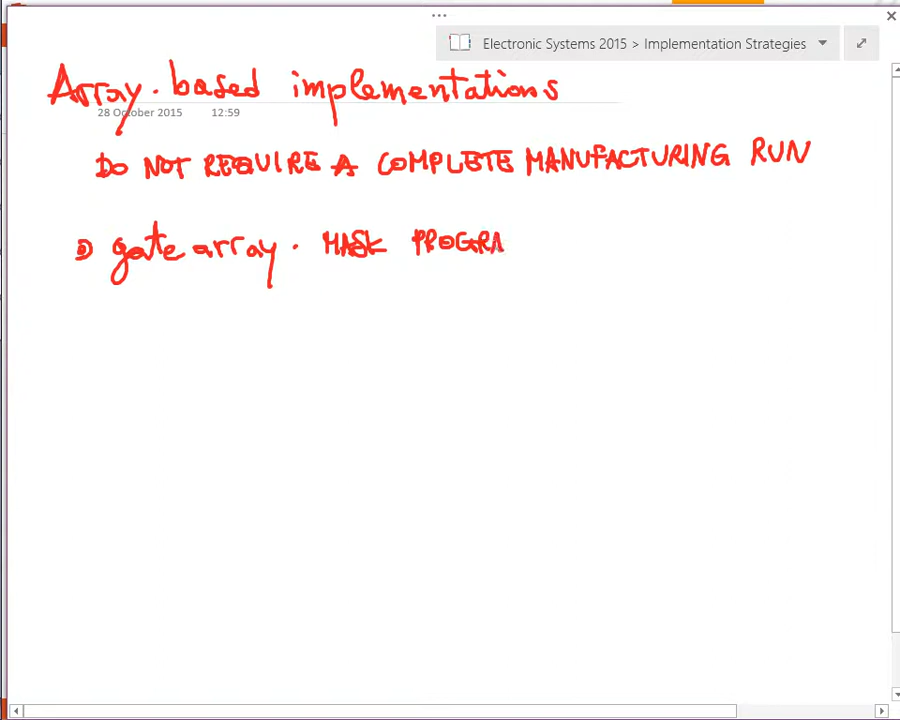 Electronic Systems 2015 > Implementation Strategies
Array-based implementations
28 October 2015 12:59
DO NOT REQUIRE A COMPLETE MANUFACTURING RUN
gate array - MASK PROGRA